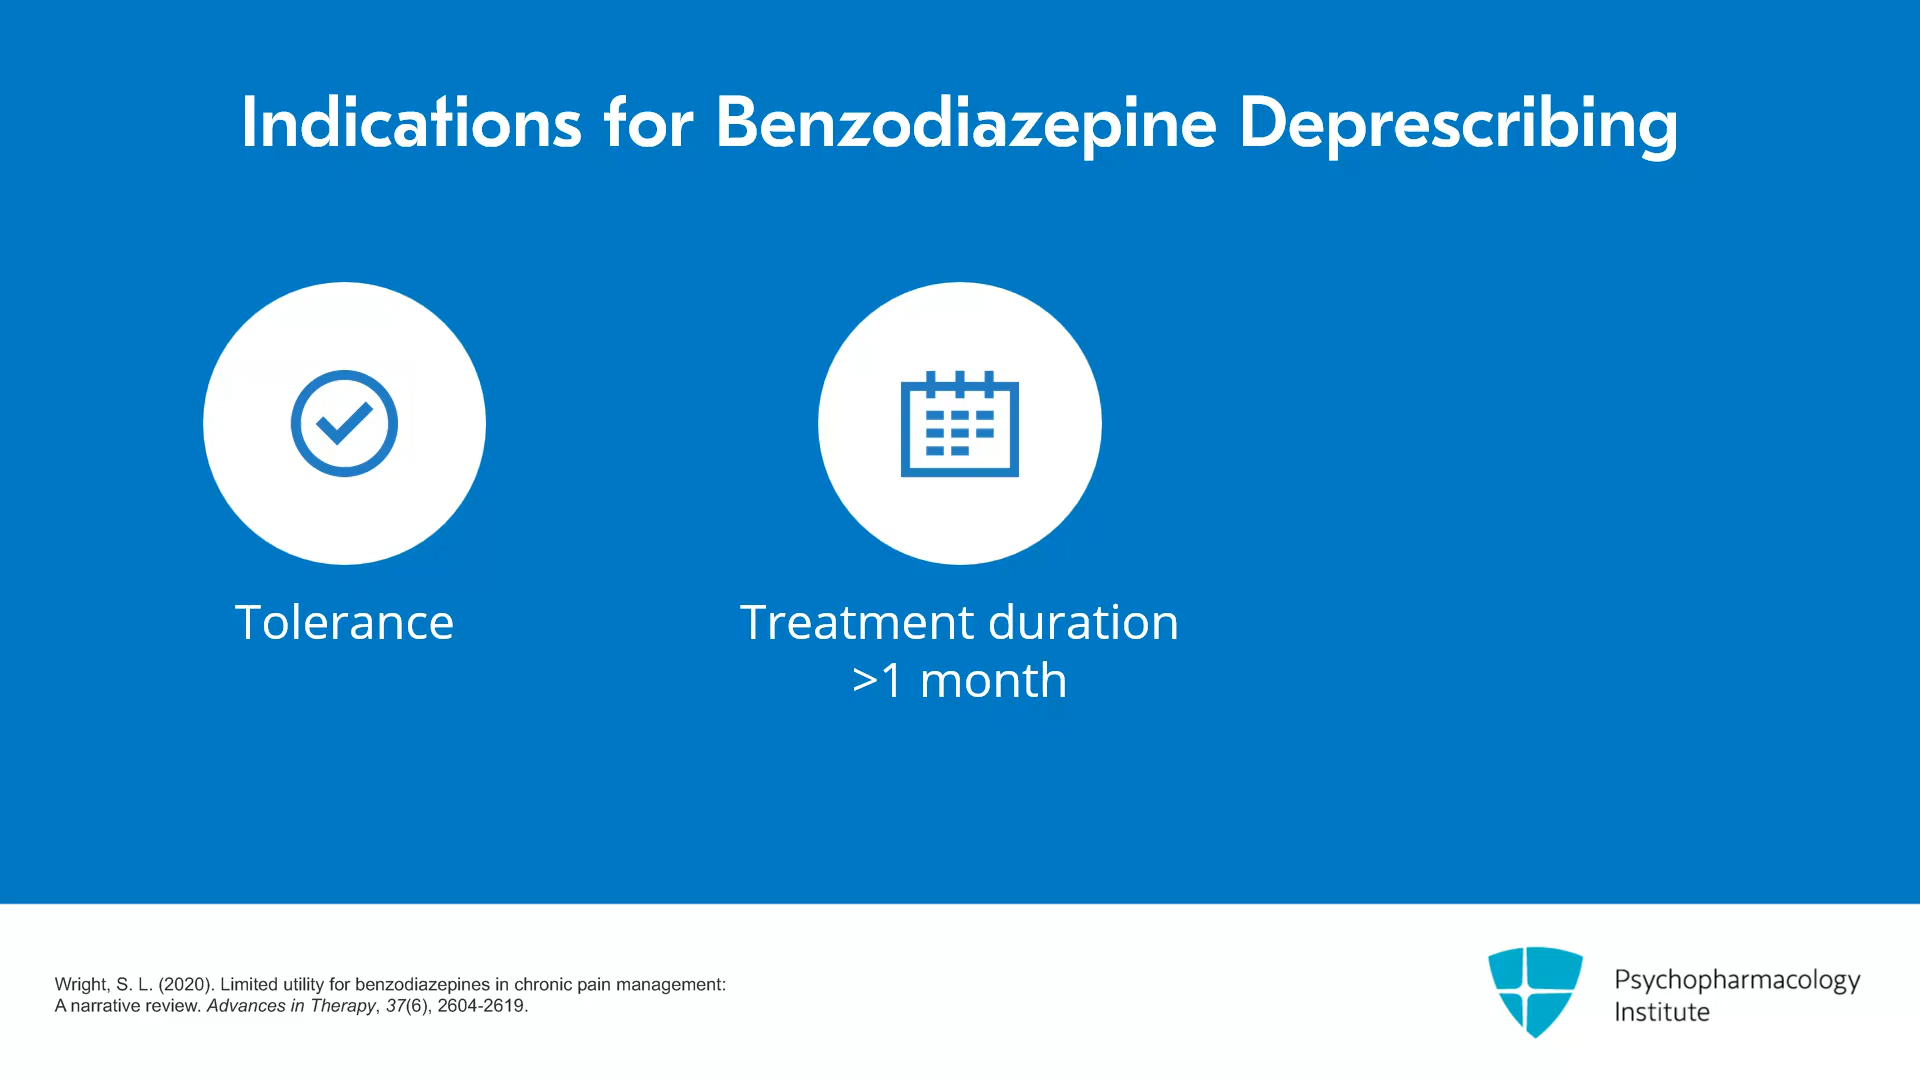 Indications for Benzodiazepine Deprescribing
Tolerance
Treatment duration
>1 month
Wright, S. L. (2020). Limited utility for benzodiazepines in chronic pain management:
A narrative review. Advances in Therapy, 37(6), 2604-2619.
Psychopharmacology
Institute